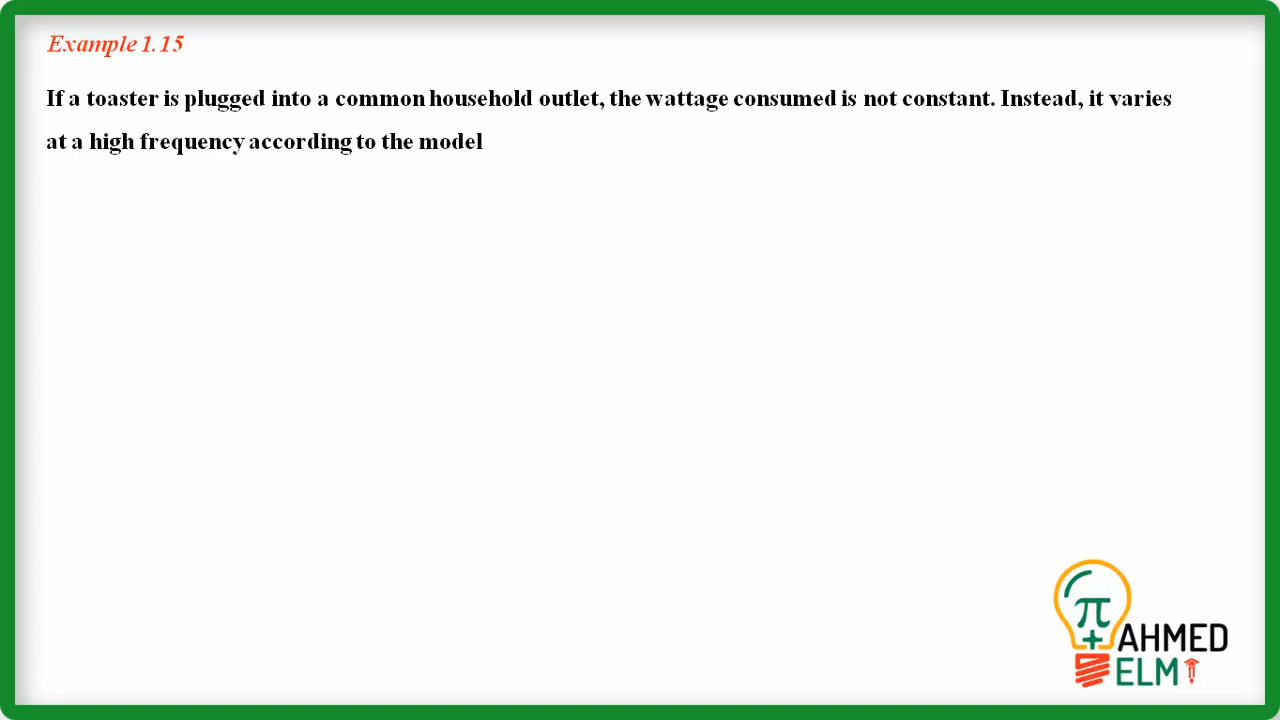 Example 1.15
If a toaster is plugged into a common household outlet, the wattage consumed is not constant. Instead, it varies
at a high frequency according to the model
π
+ AHMED
ELM